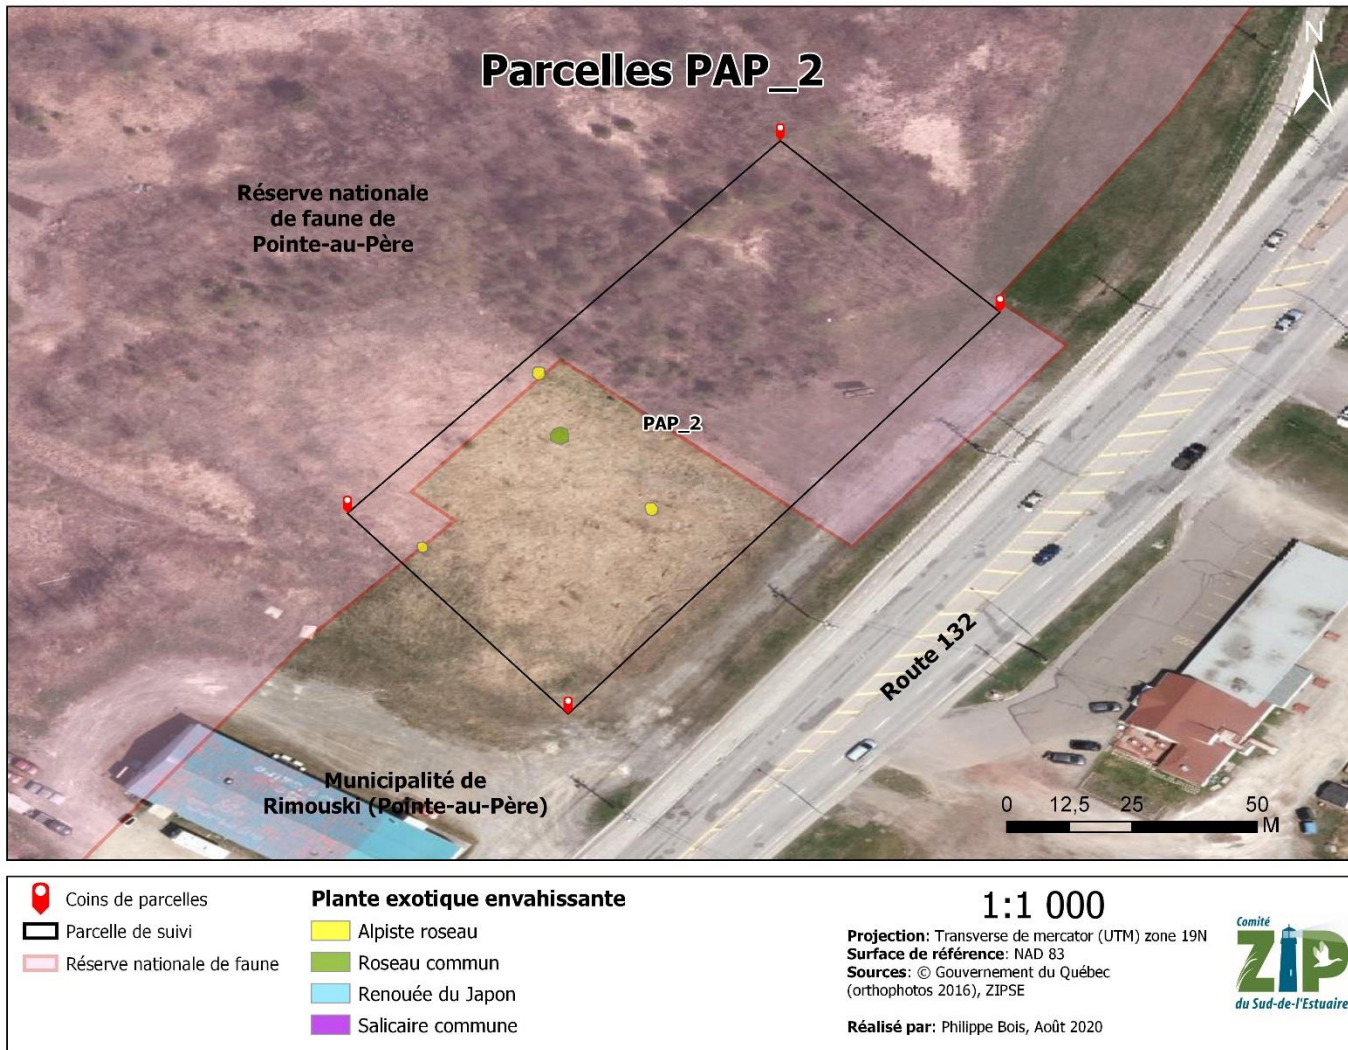 Parcelles PAP_2
N
Réserve nationale
de faune de
Pointe-au-Père
PAP_2
Route 132
Municipalité de
Rimouski (Pointe-au-Père)
0 12,5 25 50
M
Coins de parcelles
Parcelle de suivi
Réserve nationale de faune
Plante exotique envahissante
Alpiste roseau
Roseau commun
Renouée du Japon
Salicaire commune
1:1 000
Projection: Transverse de mercator (UTM) zone 19N
Surface de référence: NAD 83
Sources: © Gouvernement du Québec
(orthophotos 2016), ZIPSE
Réalisé par: Philippe Bois, Août 2020
Comité
ZIP
du Sud-de-l'Estuaire